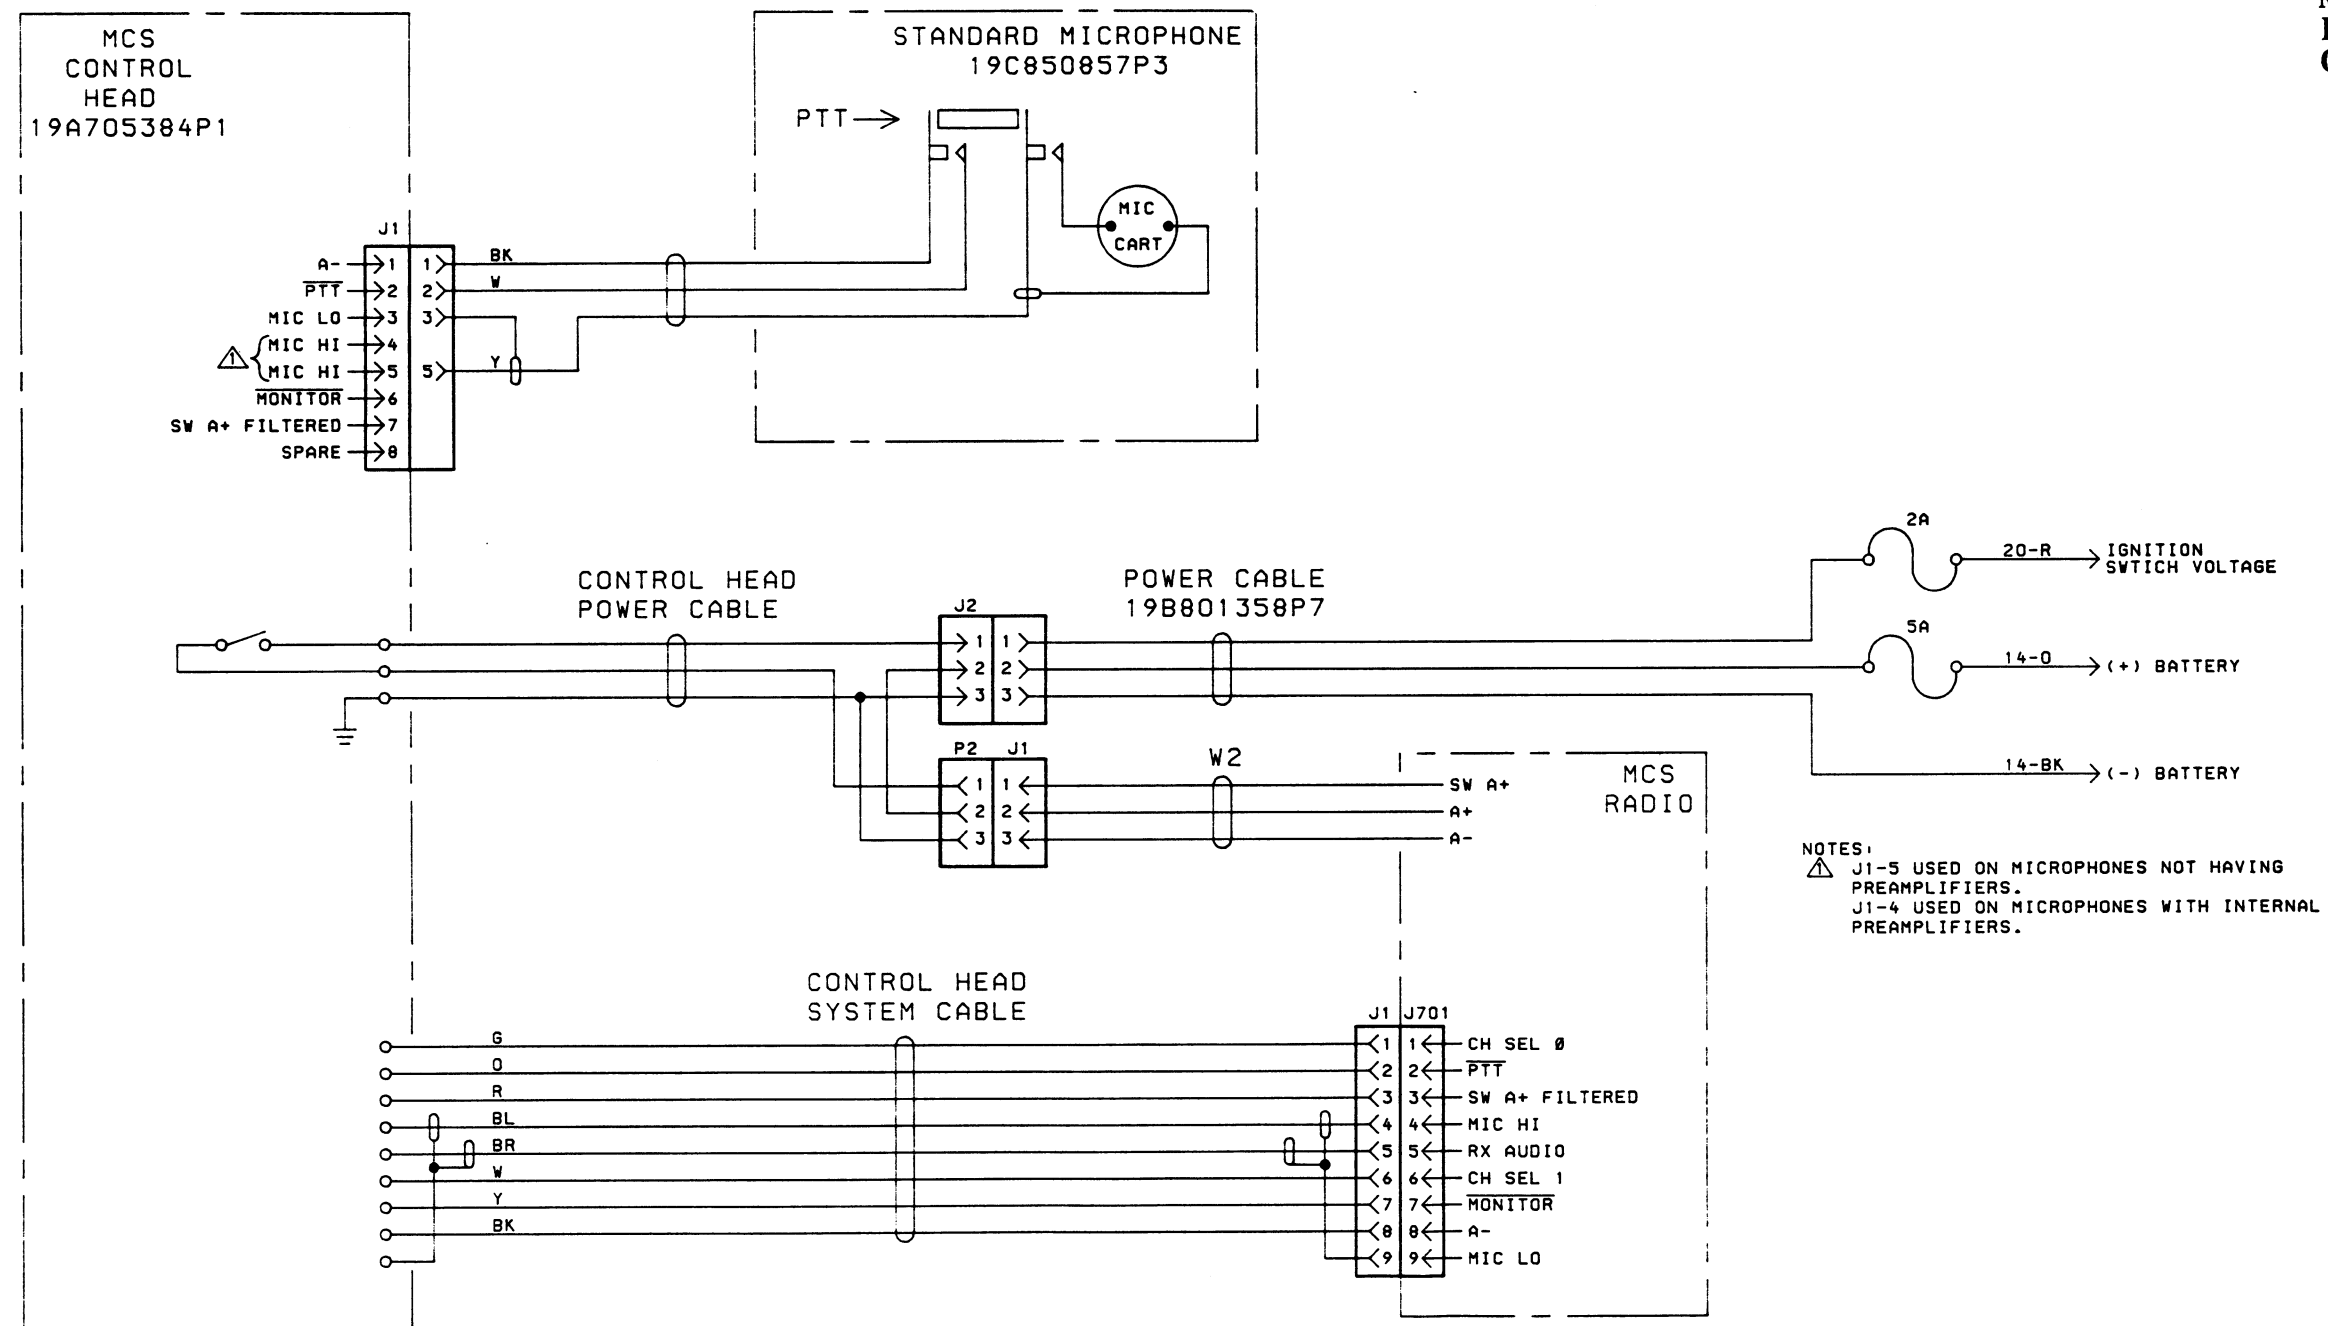 MCS
CONTROL
HEAD
19A705384P1
STANDARD MICROPHONE
19C850857P3
PTT
MIC
CART
J1
A- 1 1 BK
PTT 2 2 W
MIC LO 3 3
MIC HI 4
1
MIC HI 5 5 Y
MONITOR 6
SW A+ FILTERED 7
SPARE 8
CONTROL HEAD
POWER CABLE
J2
1 1
2 2
3 3
POWER CABLE
19B801358P7
2A
20-R
IGNITION
SWTICH VOLTAGE
5A
14-O (+) BATTERY
14-BK (-) BATTERY
P2 J1
W2
1 1 SW A+
2 2 A+
3 3 A-
MCS
RADIO
NOTES:
1 J1-5 USED ON MICROPHONES NOT HAVING
PREAMPLIFIERS.
J1-4 USED ON MICROPHONES WITH INTERNAL
PREAMPLIFIERS.
CONTROL HEAD
SYSTEM CABLE
J1 J701
G 1 1 CH SEL 0
O 2 2 PTT
R 3 3 SW A+ FILTERED
BL 4 4 MIC HI
BR 5 5 RX AUDIO
W 6 6 CH SEL 1
Y 7 7 MONITOR
BK 8 8 A-
9 9 MIC LO